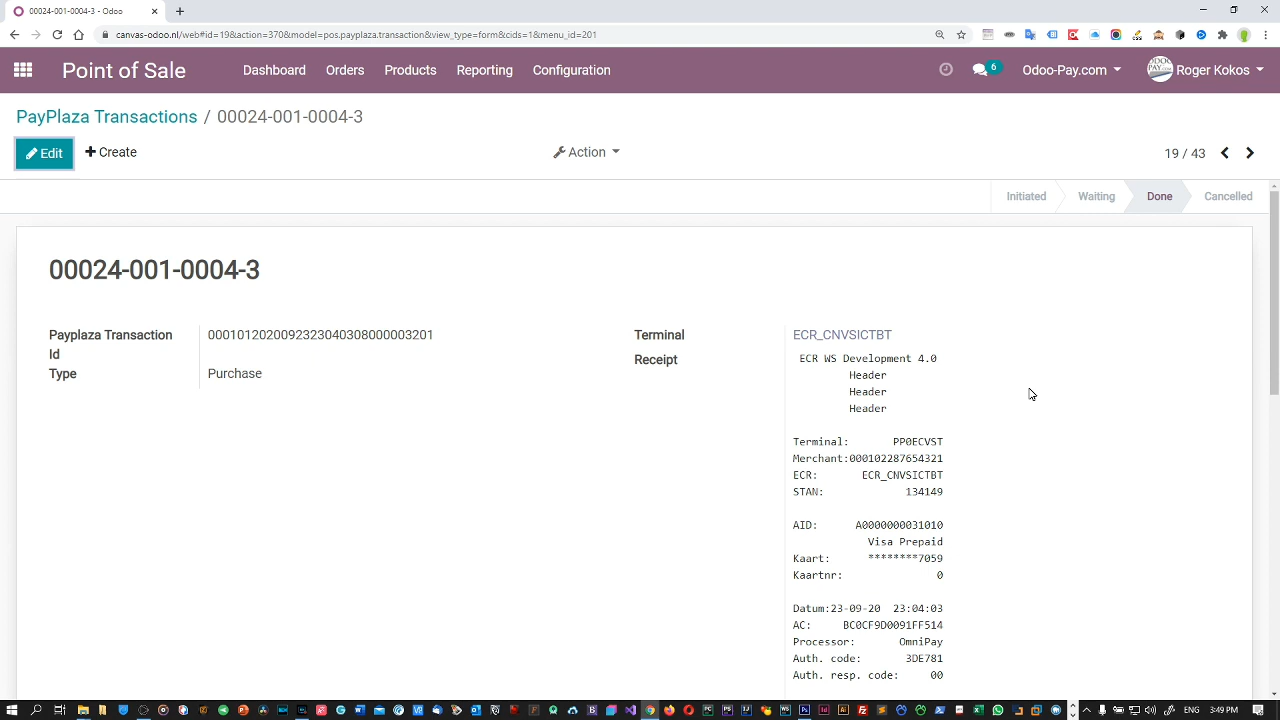 00024-001-0004-3 - Odoo
canvas-odoo.nl/web#id=19&action=370&model=pos.payplaza.transaction&view_type=form&cids=1&menu_id=201
Point of Sale
Dashboard Orders Products Reporting Configuration
6
Odoo-Pay.com
Roger Kokos
PayPlaza Transactions / 00024-001-0004-3
Edit
Create
Action
19 / 43
Initiated Waiting Done Cancelled
00024-001-0004-3
Payplaza Transaction Id
0001012020092323040308000003201
Type
Purchase
Terminal
ECR_CNVSICTBT
Receipt
ECR WS Development 4.0
Header
Header
Header
Terminal: PP0ECVST
Merchant:000102287654321
ECR: ECR_CNVSICTBT
STAN: 134149
AID: A0000000031010
Visa Prepaid
Kaart: ********7059
Kaartnr: 0
Datum:23-09-20 23:04:03
AC: BC0CF9D0091FF514
Processor: OmniPay
Auth. code: 3DE781
Auth. resp. code: 00
ENG 3:49 PM